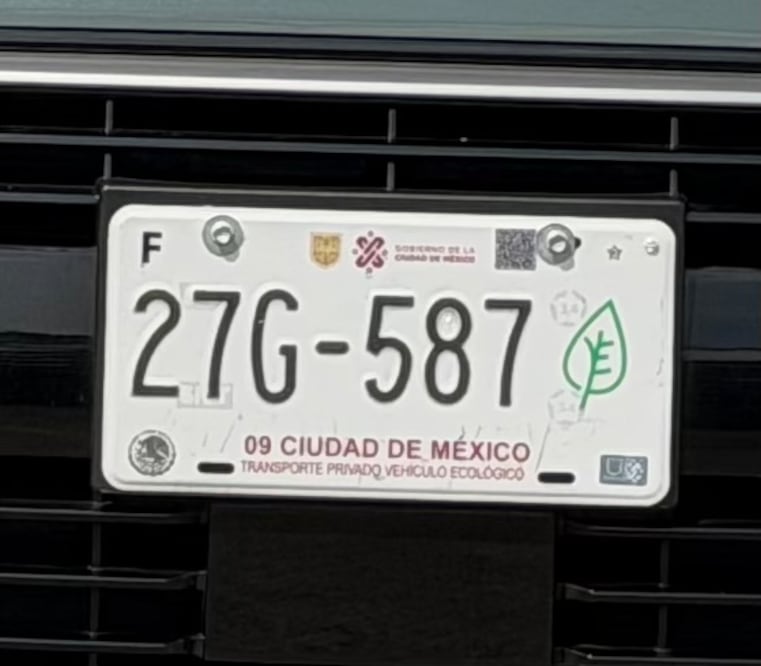 F
GOBIERNO DE LA
CIUDAD DE MÉXICO
27G-587
09 CIUDAD DE MÉXICO
TRANSPORTE PRIVADO VEHÍCULO ECOLÓGICO